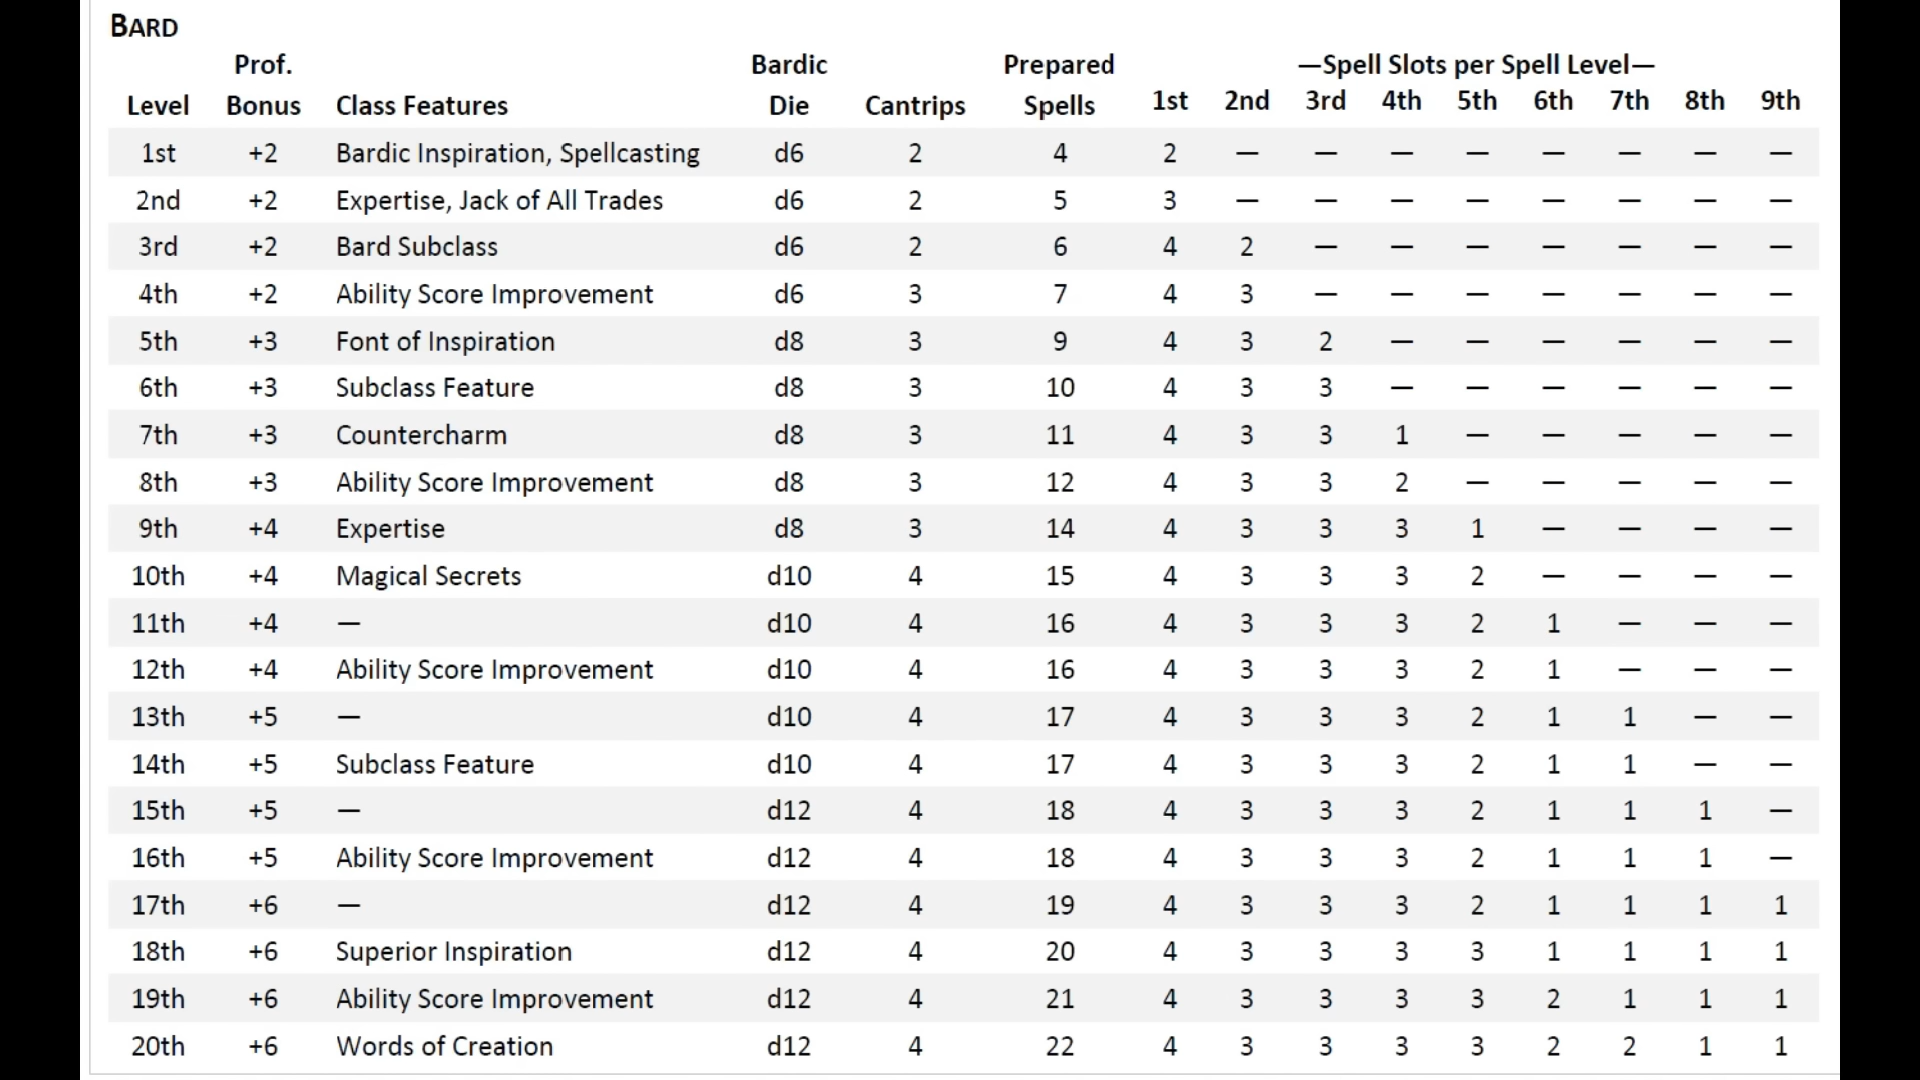 BARD
Prof. Bardic Prepared —Spell Slots per Spell Level—
Level Bonus Class Features Die Cantrips Spells 1st 2nd 3rd 4th 5th 6th 7th 8th 9th
1st +2 Bardic Inspiration, Spellcasting d6 2 4 2 — — — — — — — —
2nd +2 Expertise, Jack of All Trades d6 2 5 3 — — — — — — — —
3rd +2 Bard Subclass d6 2 6 4 2 — — — — — — —
4th +2 Ability Score Improvement d6 3 7 4 3 — — — — — — —
5th +3 Font of Inspiration d8 3 9 4 3 2 — — — — — —
6th +3 Subclass Feature d8 3 10 4 3 3 — — — — — —
7th +3 Countercharm d8 3 11 4 3 3 1 — — — — —
8th +3 Ability Score Improvement d8 3 12 4 3 3 2 — — — — —
9th +4 Expertise d8 3 14 4 3 3 3 1 — — — —
10th +4 Magical Secrets d10 4 15 4 3 3 3 2 — — — —
11th +4 — d10 4 16 4 3 3 3 2 1 — — —
12th +4 Ability Score Improvement d10 4 16 4 3 3 3 2 1 — — —
13th +5 — d10 4 17 4 3 3 3 2 1 1 — —
14th +5 Subclass Feature d10 4 17 4 3 3 3 2 1 1 — —
15th +5 — d12 4 18 4 3 3 3 2 1 1 1 —
16th +5 Ability Score Improvement d12 4 18 4 3 3 3 2 1 1 1 —
17th +6 — d12 4 19 4 3 3 3 2 1 1 1 1
18th +6 Superior Inspiration d12 4 20 4 3 3 3 3 1 1 1 1
19th +6 Ability Score Improvement d12 4 21 4 3 3 3 3 2 1 1 1
20th +6 Words of Creation d12 4 22 4 3 3 3 3 2 2 1 1